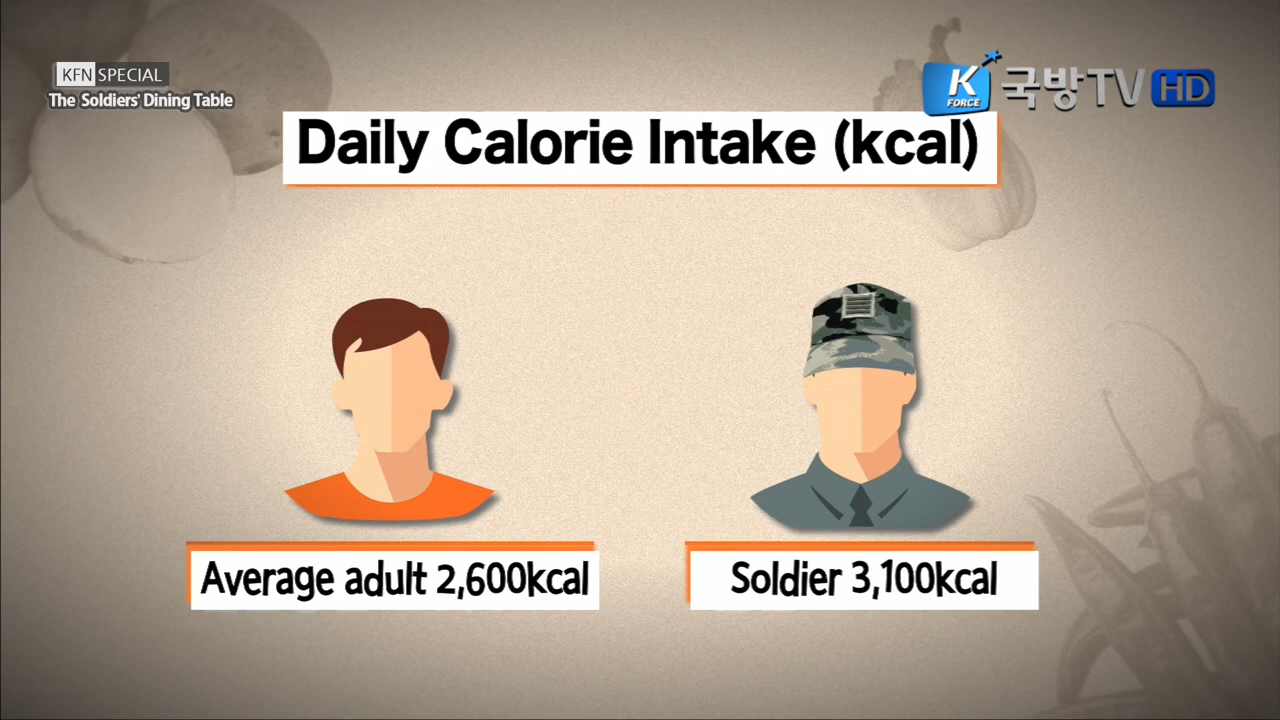 KFN SPECIAL
The Soldiers' Dining Table
K FORCE 국방TV HD
Daily Calorie Intake (kcal)
Average adult 2,600kcal
Soldier 3,100kcal